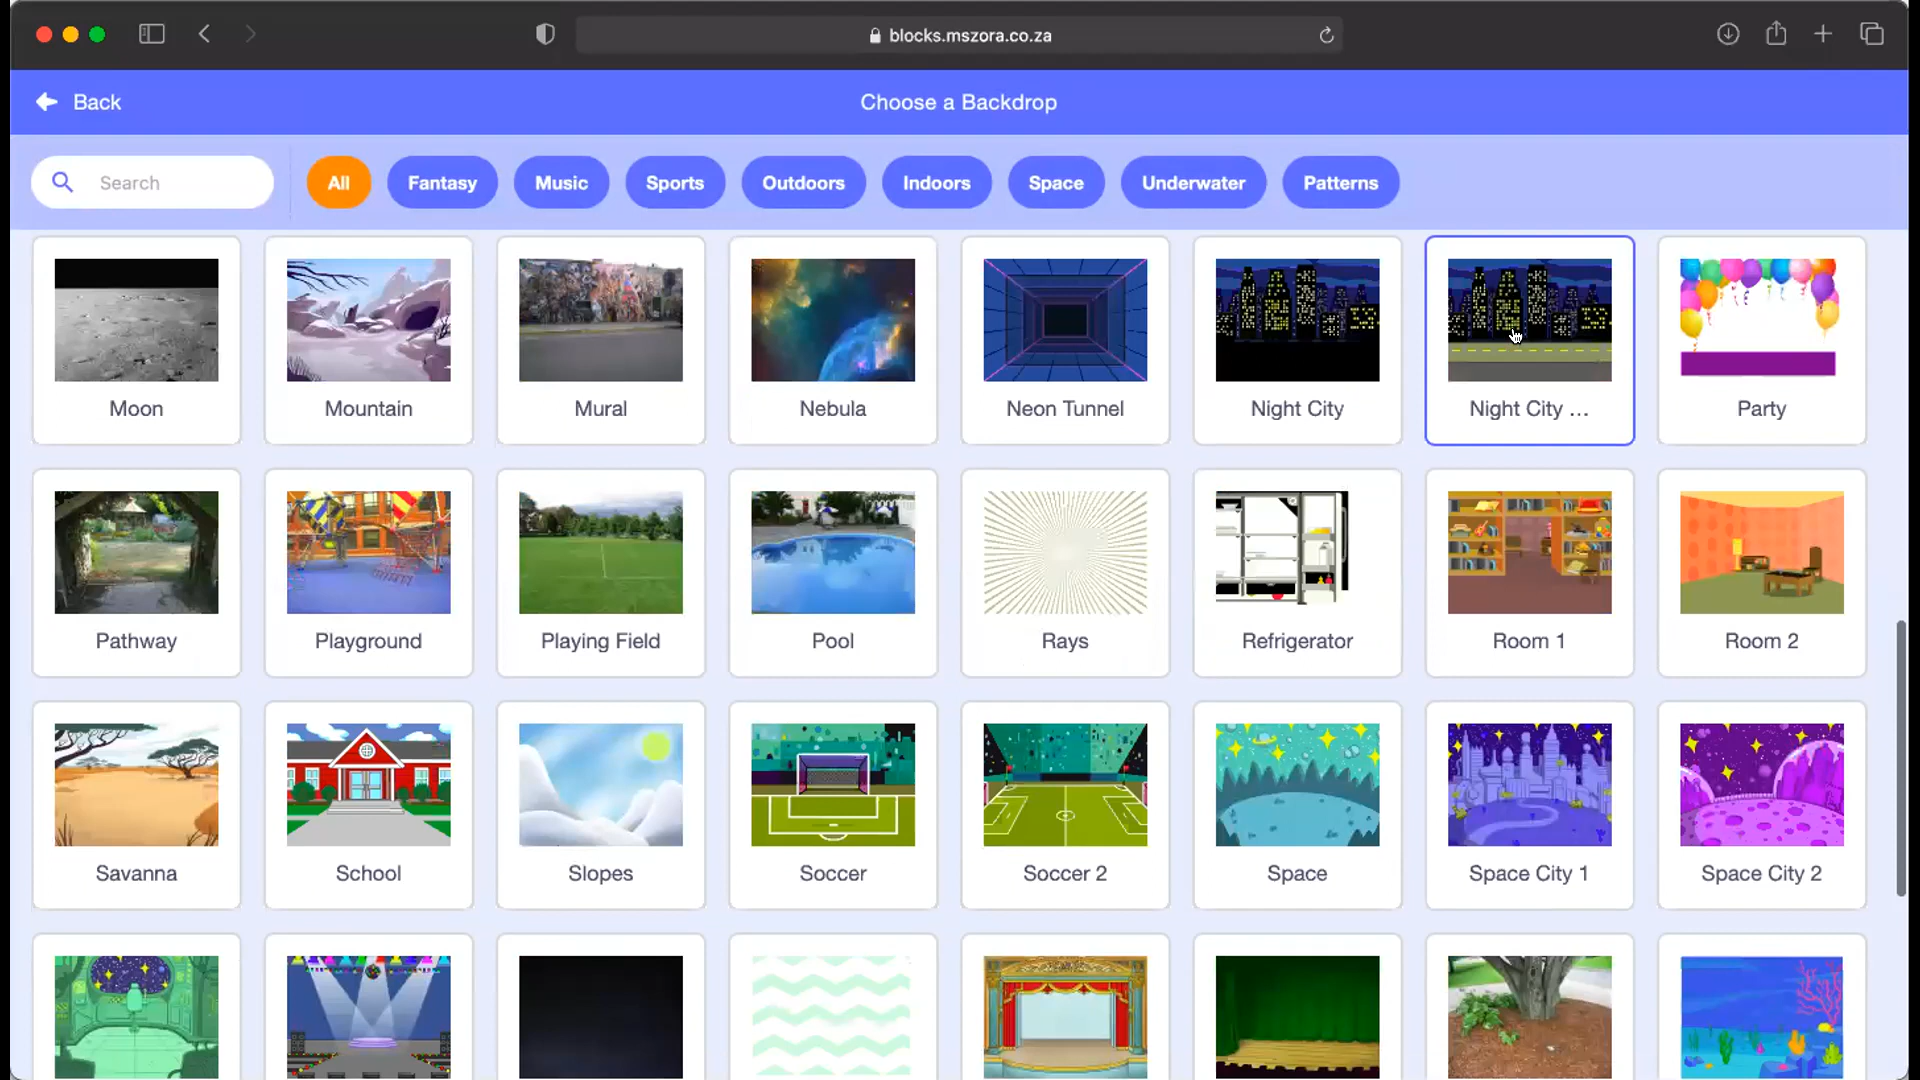 blocks.mszora.co.za
Back
Choose a Backdrop
Search
All
Fantasy
Music
Sports
Outdoors
Indoors
Space
Underwater
Patterns
Moon
Mountain
Mural
Nebula
Neon Tunnel
Night City
Night City ...
Party
Pathway
Playground
Playing Field
Pool
Rays
Refrigerator
Room 1
Room 2
Savanna
School
Slopes
Soccer
Soccer 2
Space
Space City 1
Space City 2